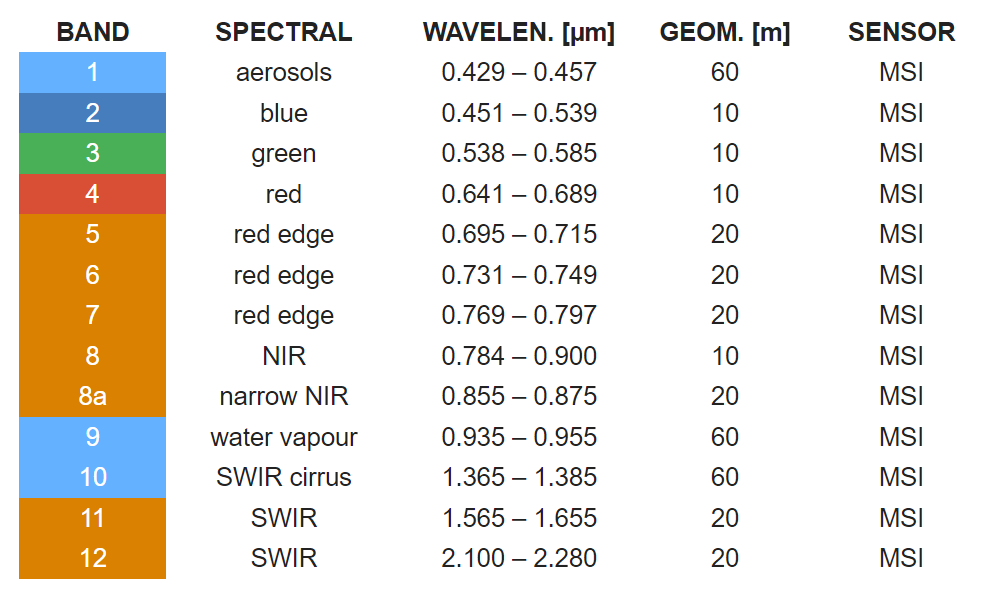 BAND SPECTRAL WAVELEN. [µm] GEOM. [m] SENSOR
1 aerosols 0.429 – 0.457 60 MSI
2 blue 0.451 – 0.539 10 MSI
3 green 0.538 – 0.585 10 MSI
4 red 0.641 – 0.689 10 MSI
5 red edge 0.695 – 0.715 20 MSI
6 red edge 0.731 – 0.749 20 MSI
7 red edge 0.769 – 0.797 20 MSI
8 NIR 0.784 – 0.900 10 MSI
8a narrow NIR 0.855 – 0.875 20 MSI
9 water vapour 0.935 – 0.955 60 MSI
10 SWIR cirrus 1.365 – 1.385 60 MSI
11 SWIR 1.565 – 1.655 20 MSI
12 SWIR 2.100 – 2.280 20 MSI